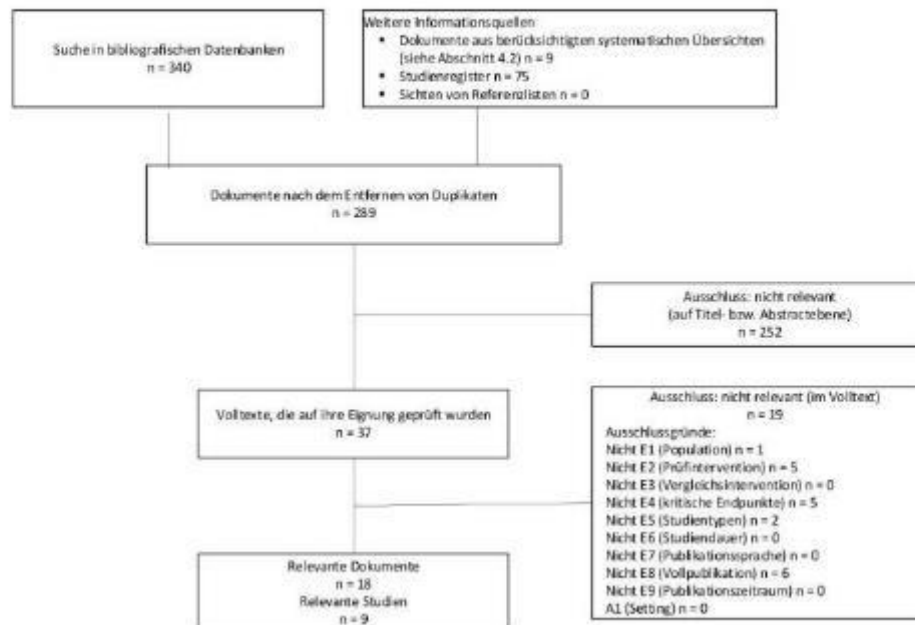 Suche in bibliografischen Datenbanken
n = 340
Weitere Informationsquellen
▪ Dokumente aus berücksichtigten systematischen Übersichten
(siehe Abschnitt 4.2) n = 9
▪ Studienregister n = 75
▪ Sichten von Referenzlisten n = 0
Dokumente nach dem Entfernen von Duplikaten
n = 289
Ausschluss: nicht relevant
(auf Titel- bzw. Abstractebene)
n = 252
Volltexte, die auf ihre Eignung geprüft wurden
n = 37
Ausschluss: nicht relevant (im Volltext)
n = 19
Ausschlussgründe:
Nicht E1 (Population) n = 1
Nicht E2 (Prüfintervention) n = 5
Nicht E3 (Vergleichsintervention) n = 0
Nicht E4 (kritische Endpunkte) n = 5
Nicht E5 (Studientypen) n = 2
Nicht E6 (Studiendauer) n = 0
Nicht E7 (Publikationssprache) n = 0
Nicht E8 (Vollpublikation) n = 6
Nicht E9 (Publikationszeitraum) n = 0
A1 (Setting) n = 0
Relevante Dokumente
n = 18
Relevante Studien
n = 9